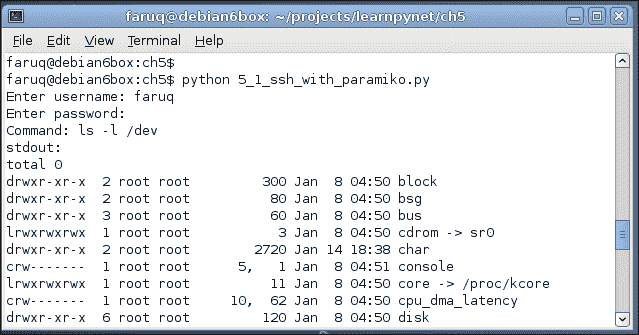 faruq@debian6box: ~/projects/learnpynet/ch5
File Edit View Terminal Help
faruq@debian6box:ch5$
faruq@debian6box:ch5$ python 5_1_ssh_with_paramiko.py
Enter username: faruq
Enter password:
Command: ls -l /dev
stdout:
total 0
drwxr-xr-x 2 root root 300 Jan 8 04:50 block
drwxr-xr-x 2 root root 80 Jan 8 04:50 bsg
drwxr-xr-x 3 root root 60 Jan 8 04:50 bus
lrwxrwxrwx 1 root root 3 Jan 8 04:50 cdrom -> sr0
drwxr-xr-x 2 root root 2720 Jan 14 18:38 char
crw------- 1 root root 5, 1 Jan 8 04:51 console
lrwxrwxrwx 1 root root 11 Jan 8 04:50 core -> /proc/kcore
crw------- 1 root root 10, 62 Jan 8 04:50 cpu_dma_latency
drwxr-xr-x 6 root root 120 Jan 8 04:50 disk